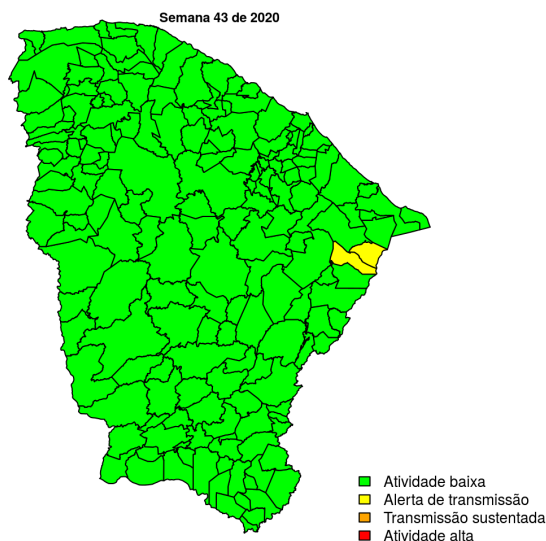 Semana 43 de 2020
Atividade baixa
Alerta de transmissão
Transmissão sustentada
Atividade alta